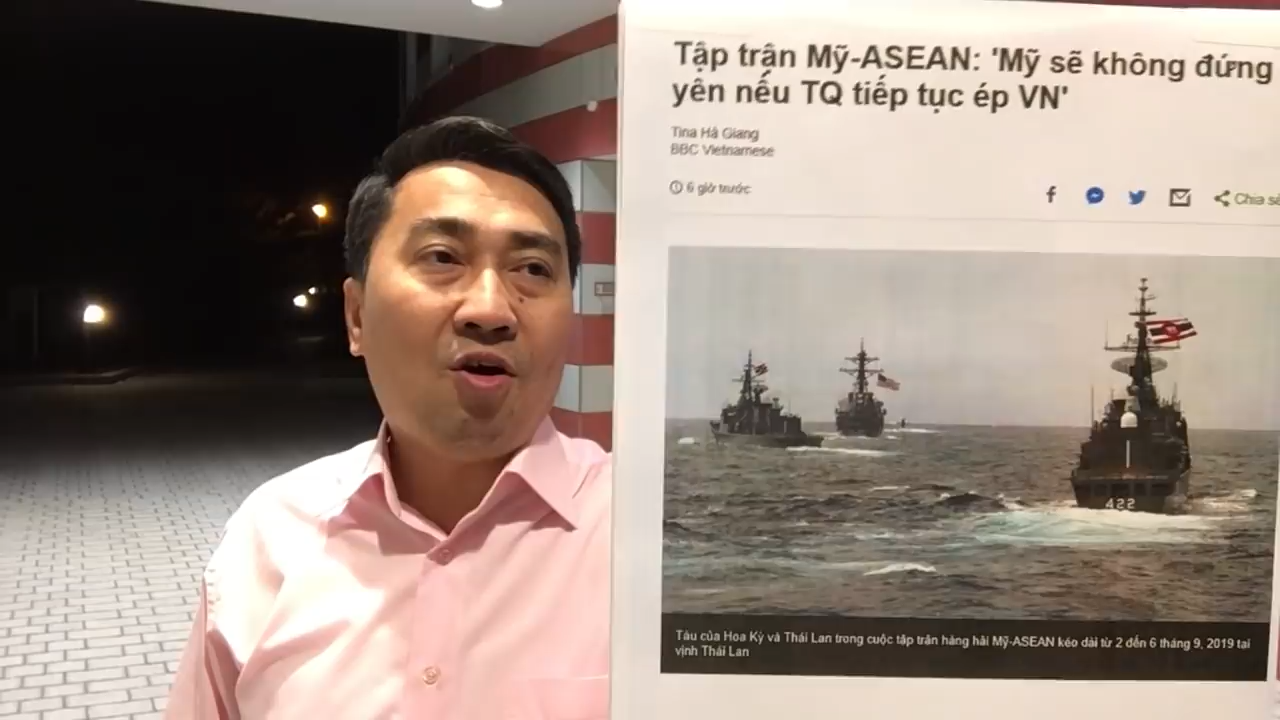 Tập trận Mỹ-ASEAN: 'Mỹ sẽ không đứng
yên nếu TQ tiếp tục ép VN'
Tina Hà Giang
BBC Vietnamese
6 giờ trước
Chia sẻ
422
Tàu của Hoa Kỳ và Thái Lan trong cuộc tập trận hàng hải Mỹ-ASEAN kéo dài từ 2 đến 6 tháng 9, 2019 tại
vịnh Thái Lan